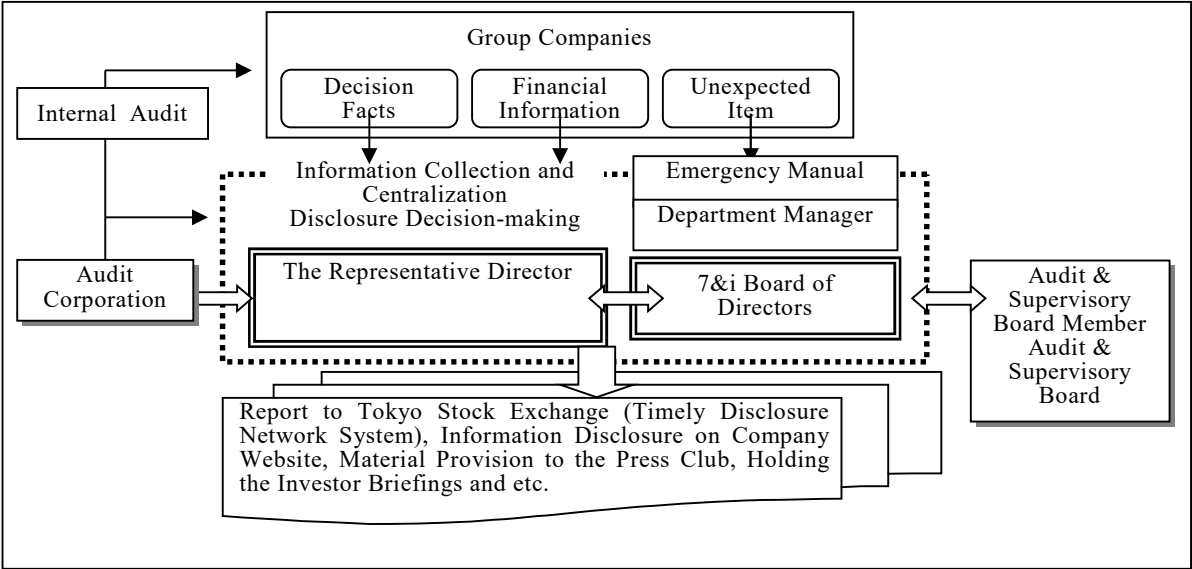 Group Companies
Decision
Facts
Financial
Information
Unexpected
Item
Internal Audit
Information Collection and
Centralization
Disclosure Decision-making
Emergency Manual
Department Manager
Audit
Corporation
The Representative Director
7&i Board of
Directors
Audit &
Supervisory
Board Member
Audit &
Supervisory
Board
Report to Tokyo Stock Exchange (Timely Disclosure
Network System), Information Disclosure on Company
Website, Material Provision to the Press Club, Holding
the Investor Briefings and etc.